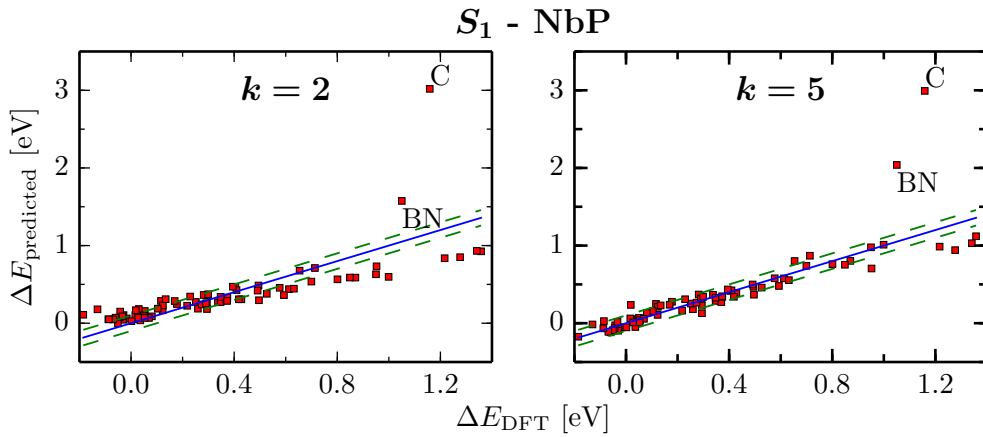 S₁ - NbP
k = 2
k = 5
C
BN
C
BN
ΔE_predicted [eV]
3
2
1
0
3
2
1
0
0.0 0.4 0.8 1.2
0.0 0.4 0.8 1.2
ΔE_DFT [eV]